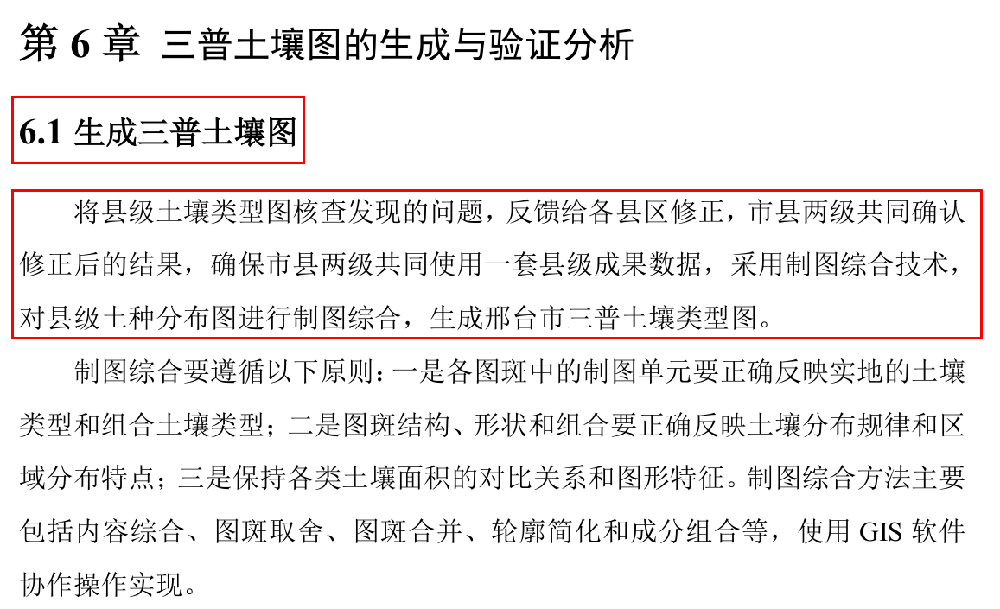 第 6 章 三普土壤图的生成与验证分析
6.1 生成三普土壤图
将县级土壤类型图核查发现的问题，反馈给各县区修正，市县两级共同确认
修正后的结果，确保市县两级共同使用一套县级成果数据，采用制图综合技术，
对县级土种分布图进行制图综合，生成邢台市三普土壤类型图。
制图综合要遵循以下原则：一是各图斑中的制图单元要正确反映实地的土壤
类型和组合土壤类型；二是图斑结构、形状和组合要正确反映土壤分布规律和区
域分布特点；三是保持各类土壤面积的对比关系和图形特征。制图综合方法主要
包括内容综合、图斑取舍、图斑合并、轮廓简化和成分组合等，使用 GIS 软件
协作操作实现。